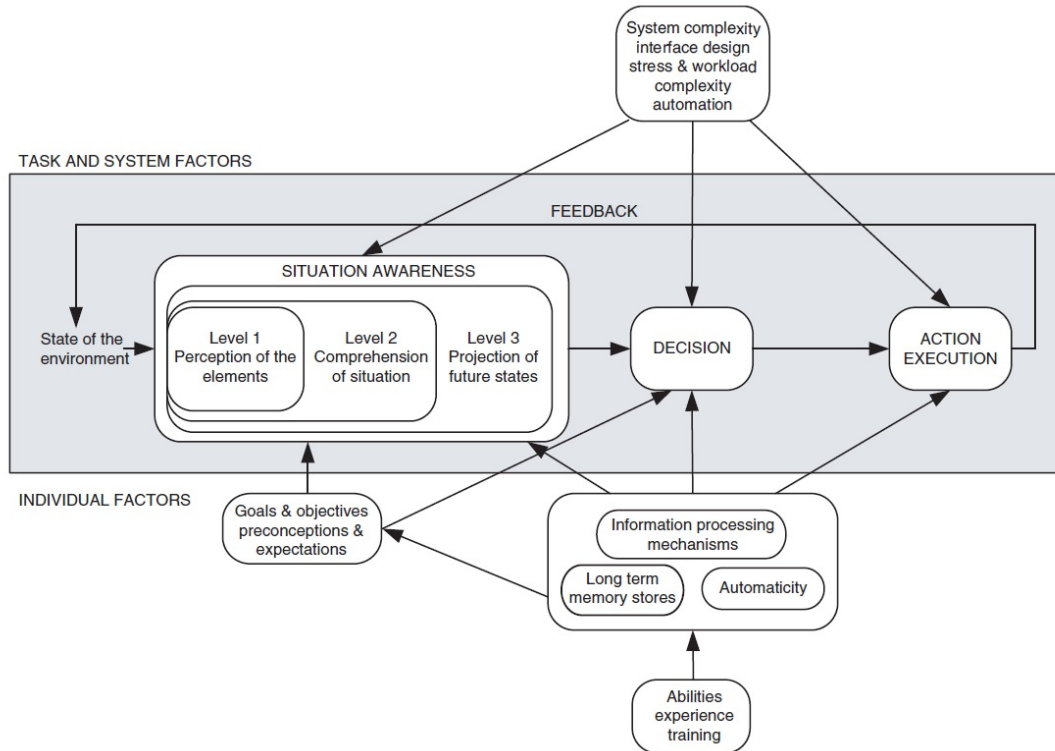 System complexity
interface design
stress & workload
complexity
automation
TASK AND SYSTEM FACTORS
FEEDBACK
SITUATION AWARENESS
State of the
environment
Level 1
Perception of the
elements
Level 2
Comprehension
of situation
Level 3
Projection of
future states
DECISION
ACTION
EXECUTION
INDIVIDUAL FACTORS
Goals & objectives
preconceptions &
expectations
Information processing
mechanisms
Long term
memory stores
Automaticity
Abilities
experience
training